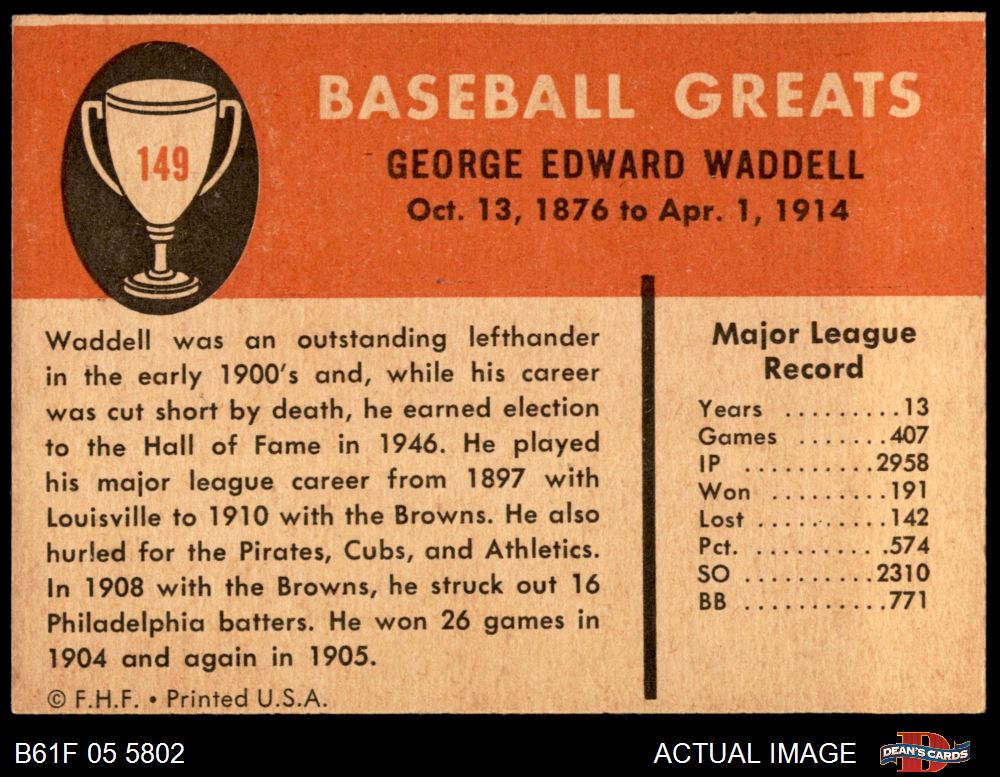 149
BASEBALL GREATS
GEORGE EDWARD WADDELL
Oct. 13, 1876 to Apr. 1, 1914
Waddell was an outstanding lefthander
in the early 1900's and, while his career
was cut short by death, he earned election
to the Hall of Fame in 1946. He played
his major league career from 1897 with
Louisville to 1910 with the Browns. He also
hurled for the Pirates, Cubs, and Athletics.
In 1908 with the Browns, he struck out 16
Philadelphia batters. He won 26 games in
1904 and again in 1905.
© F.H.F. • Printed U.S.A.
Major League
Record
Years .........13
Games .......407
IP ..........2958
Won .........191
Lost ..........142
Pct. ..........574
SO ..........2310
BB ...........771
B61F 05 5802
ACTUAL IMAGE
D
DEAN'S CARDS